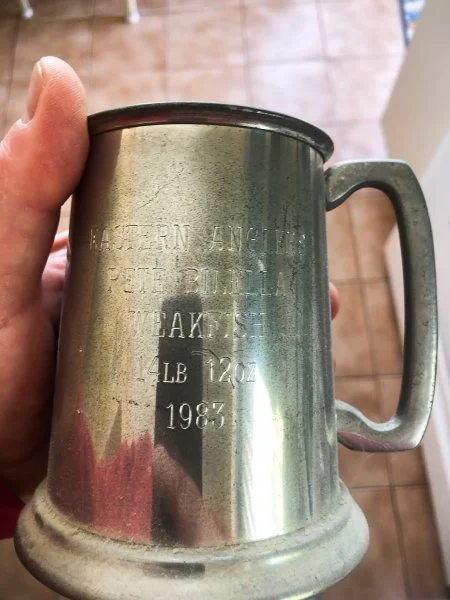 EASTERN ANGLERS
PETE
WEAKFISH
14LB 12OZ
1983